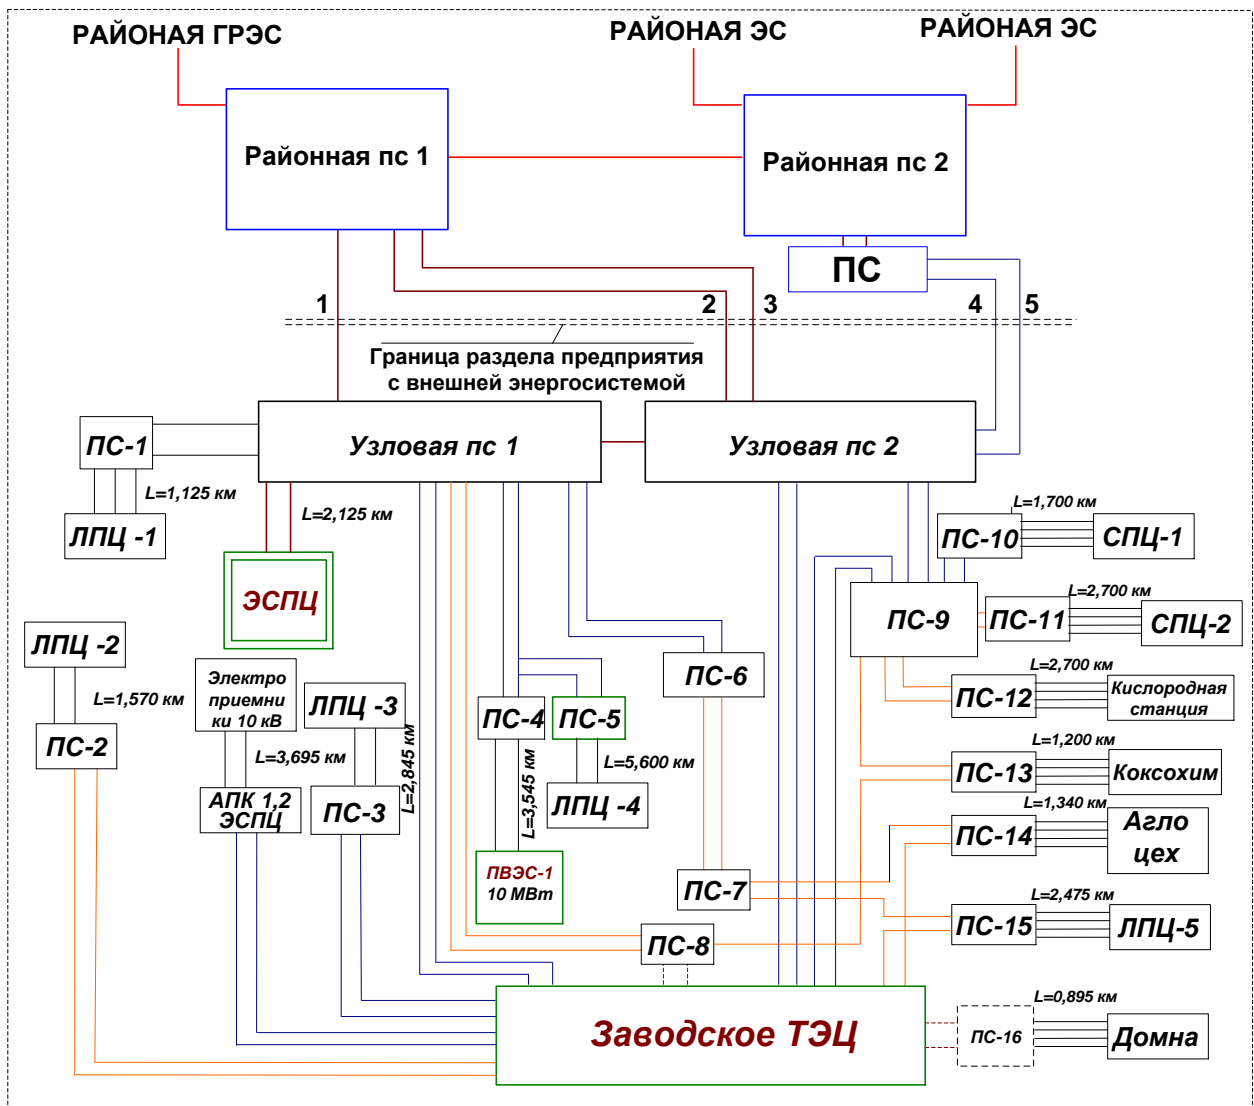 РАЙОНАЯ ГРЭС
РАЙОНАЯ ЭС
РАЙОНАЯ ЭС
Районная пс 1
Районная пс 2
ПС
1
2
3
4
5
Граница раздела предприятия
с внешней энергосистемой
ПС-1
Узловая пс 1
Узловая пс 2
L=1,125 км
L=2,125 км
ЛПЦ -1
L=1,700 км
ПС-10
СПЦ-1
ЭСПЦ
L=2,700 км
ПС-9
ПС-11
СПЦ-2
ЛПЦ -2
Электро
приемни
ки 10 кВ
ПС-6
L=2,700 км
L=1,570 км
ЛПЦ -3
ПС-4
ПС-5
ПС-12
Кислородная
станция
ПС-2
L=3,695 км
L=2,845 км
L=5,600 км
L=1,200 км
L=3,545 км
ПС-13
Коксохим
АПК 1,2
ЭСПЦ
ПС-3
ЛПЦ -4
L=1,340 км
ПС-14
Агло
цех
ПВЭС-1
10 МВт
ПС-7
L=2,475 км
ПС-15
ЛПЦ-5
ПС-8
L=0,895 км
Заводское ТЭЦ
ПС-16
Домна